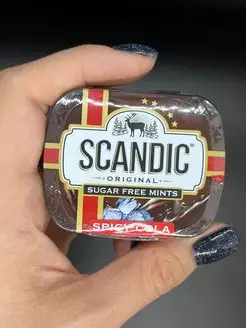 SCANDIC®
ORIGINAL
SUGAR FREE MINTS
SPICY COLA